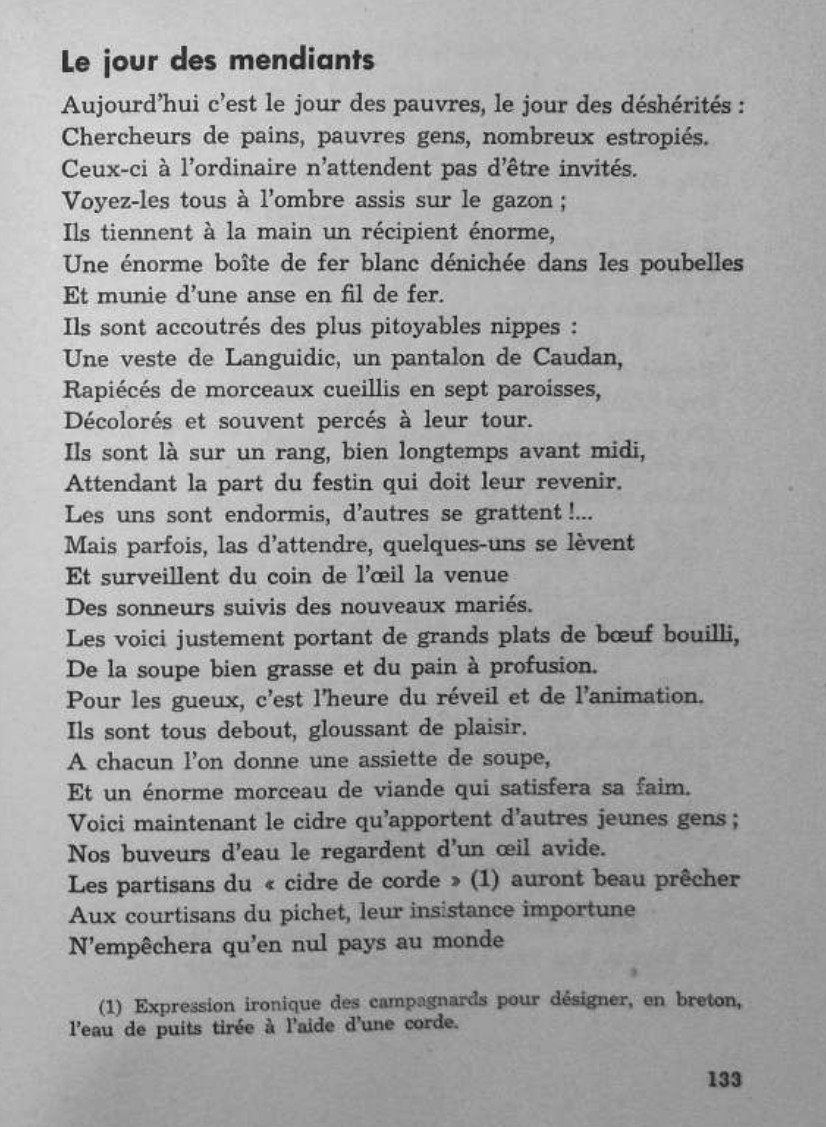 Le jour des mendiants
Aujourd'hui c'est le jour des pauvres, le jour des déshérités :
Chercheurs de pains, pauvres gens, nombreux estropiés.
Ceux-ci à l'ordinaire n'attendent pas d'être invités.
Voyez-les tous à l'ombre assis sur le gazon ;
Ils tiennent à la main un récipient énorme,
Une énorme boîte de fer blanc dénichée dans les poubelles
Et munie d'une anse en fil de fer.
Ils sont accoutrés des plus pitoyables nippes :
Une veste de Languidic, un pantalon de Caudan,
Rapiécés de morceaux cueillis en sept paroisses,
Décolorés et souvent percés à leur tour.
Ils sont là sur un rang, bien longtemps avant midi,
Attendant la part du festin qui doit leur revenir.
Les uns sont endormis, d'autres se grattent !...
Mais parfois, las d'attendre, quelques-uns se lèvent
Et surveillent du coin de l'œil la venue
Des sonneurs suivis des nouveaux mariés.
Les voici justement portant de grands plats de bœuf bouilli,
De la soupe bien grasse et du pain à profusion.
Pour les gueux, c'est l'heure du réveil et de l'animation.
Ils sont tous debout, gloussant de plaisir.
A chacun l'on donne une assiette de soupe,
Et un énorme morceau de viande qui satisfera sa faim.
Voici maintenant le cidre qu'apportent d'autres jeunes gens ;
Nos buveurs d'eau le regardent d'un œil avide.
Les partisans du « cidre de corde » (1) auront beau prêcher
Aux courtisans du pichet, leur insistance importune
N'empêchera qu'en nul pays au monde
(1) Expression ironique des campagnards pour désigner, en breton,
l'eau de puits tirée à l'aide d'une corde.
133